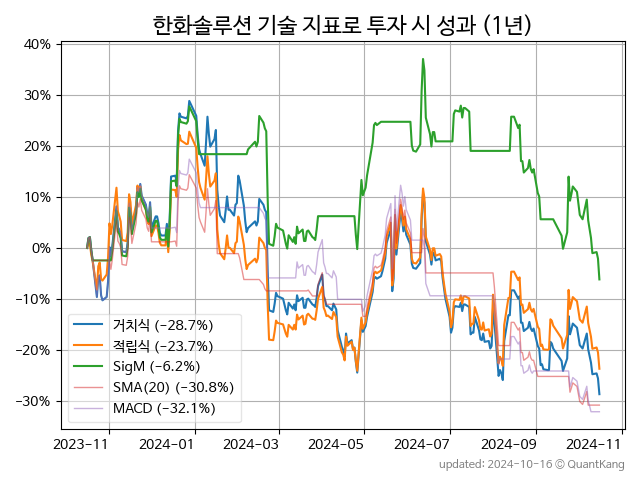 한화솔루션 기술 지표로 투자 시 성과 (1년)
40%
30%
20%
10%
0%
−10%
−20%
−30%
거치식 (−28.7%)
적립식 (−23.7%)
SigM (−6.2%)
SMA(20) (−30.8%)
MACD (−32.1%)
2023-11 2024-01 2024-03 2024-05 2024-07 2024-09 2024-11
updated: 2024-10-16 © QuantKang